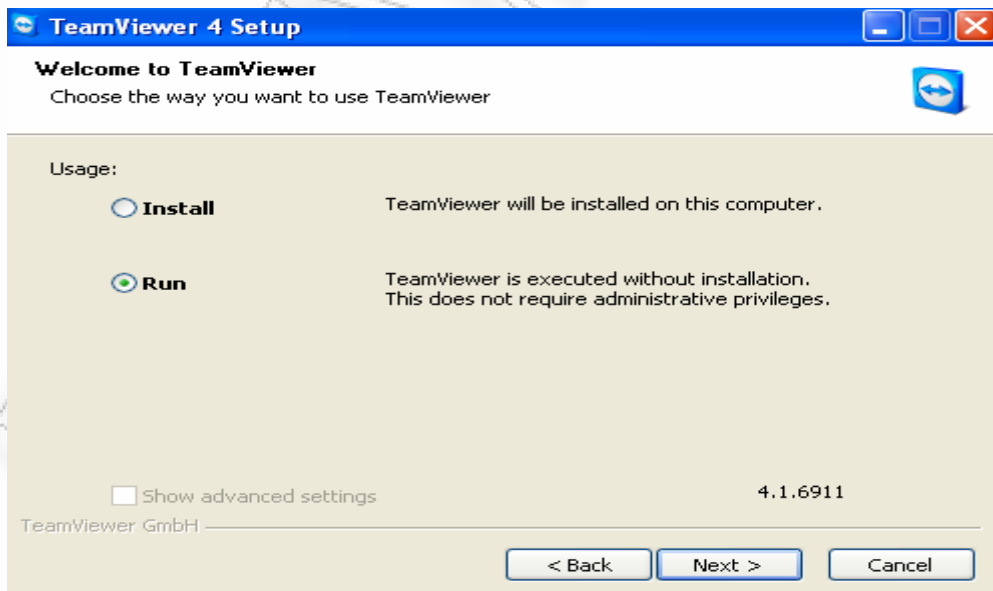 TeamViewer 4 Setup
Welcome to TeamViewer
Choose the way you want to use TeamViewer
Usage:
Install
TeamViewer will be installed on this computer.
Run
TeamViewer is executed without installation.
This does not require administrative privileges.
Show advanced settings
4.1.6911
TeamViewer GmbH
< Back
Next >
Cancel